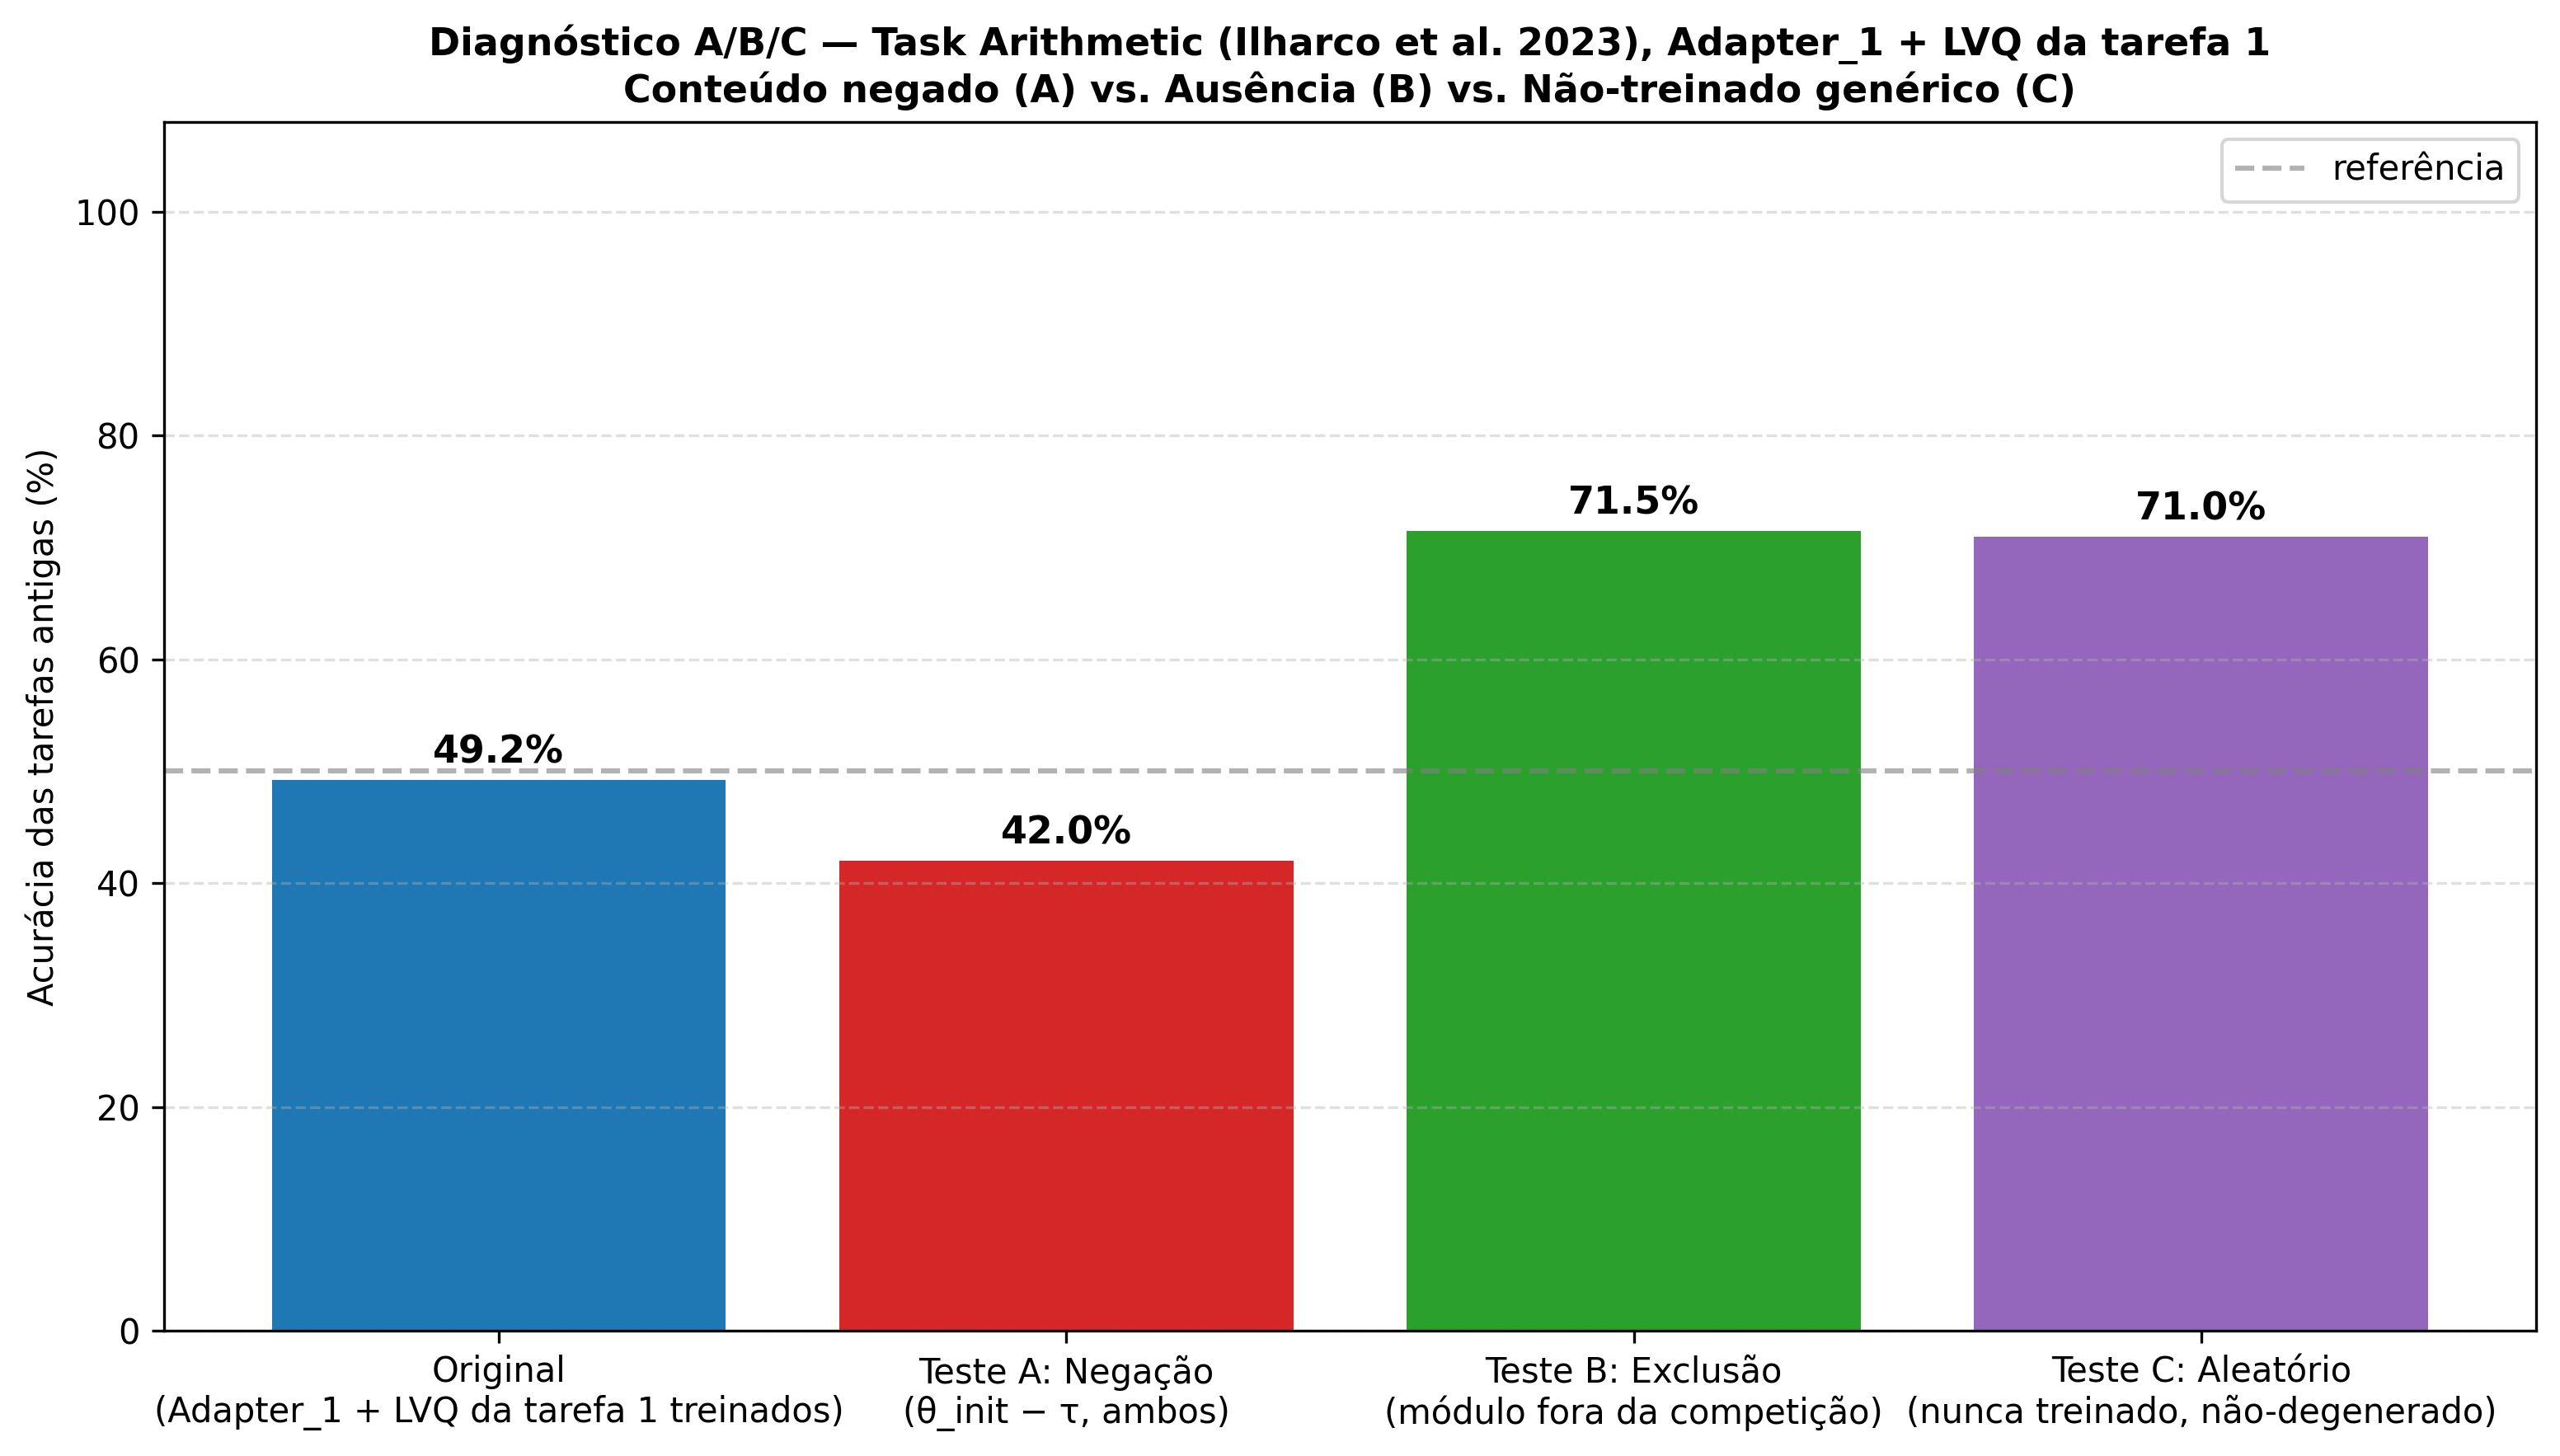 Diagnóstico A/B/C — Task Arithmetic (Ilharco et al. 2023), Adapter_1 + LVQ da tarefa 1
Conteúdo negado (A) vs. Ausência (B) vs. Não-treinado genérico (C)
referência
Acurácia das tarefas antigas (%)
100
80
60
40
20
0
49.2%
42.0%
71.5%
71.0%
Original
(Adapter_1 + LVQ da tarefa 1 treinados)
Teste A: Negação
(θ_init − τ, ambos)
Teste B: Exclusão
(módulo fora da competição)
Teste C: Aleatório
(nunca treinado, não-degenerado)